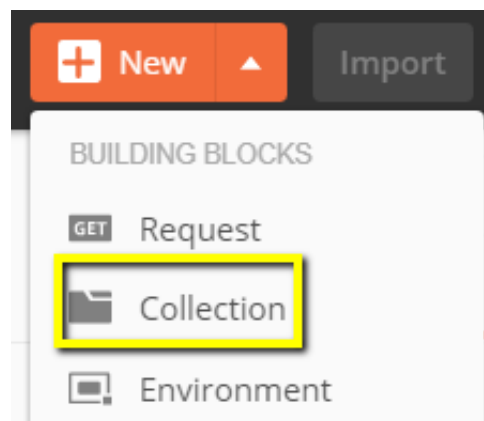 New Import
BUILDING BLOCKS
GET Request
Collection
Environment